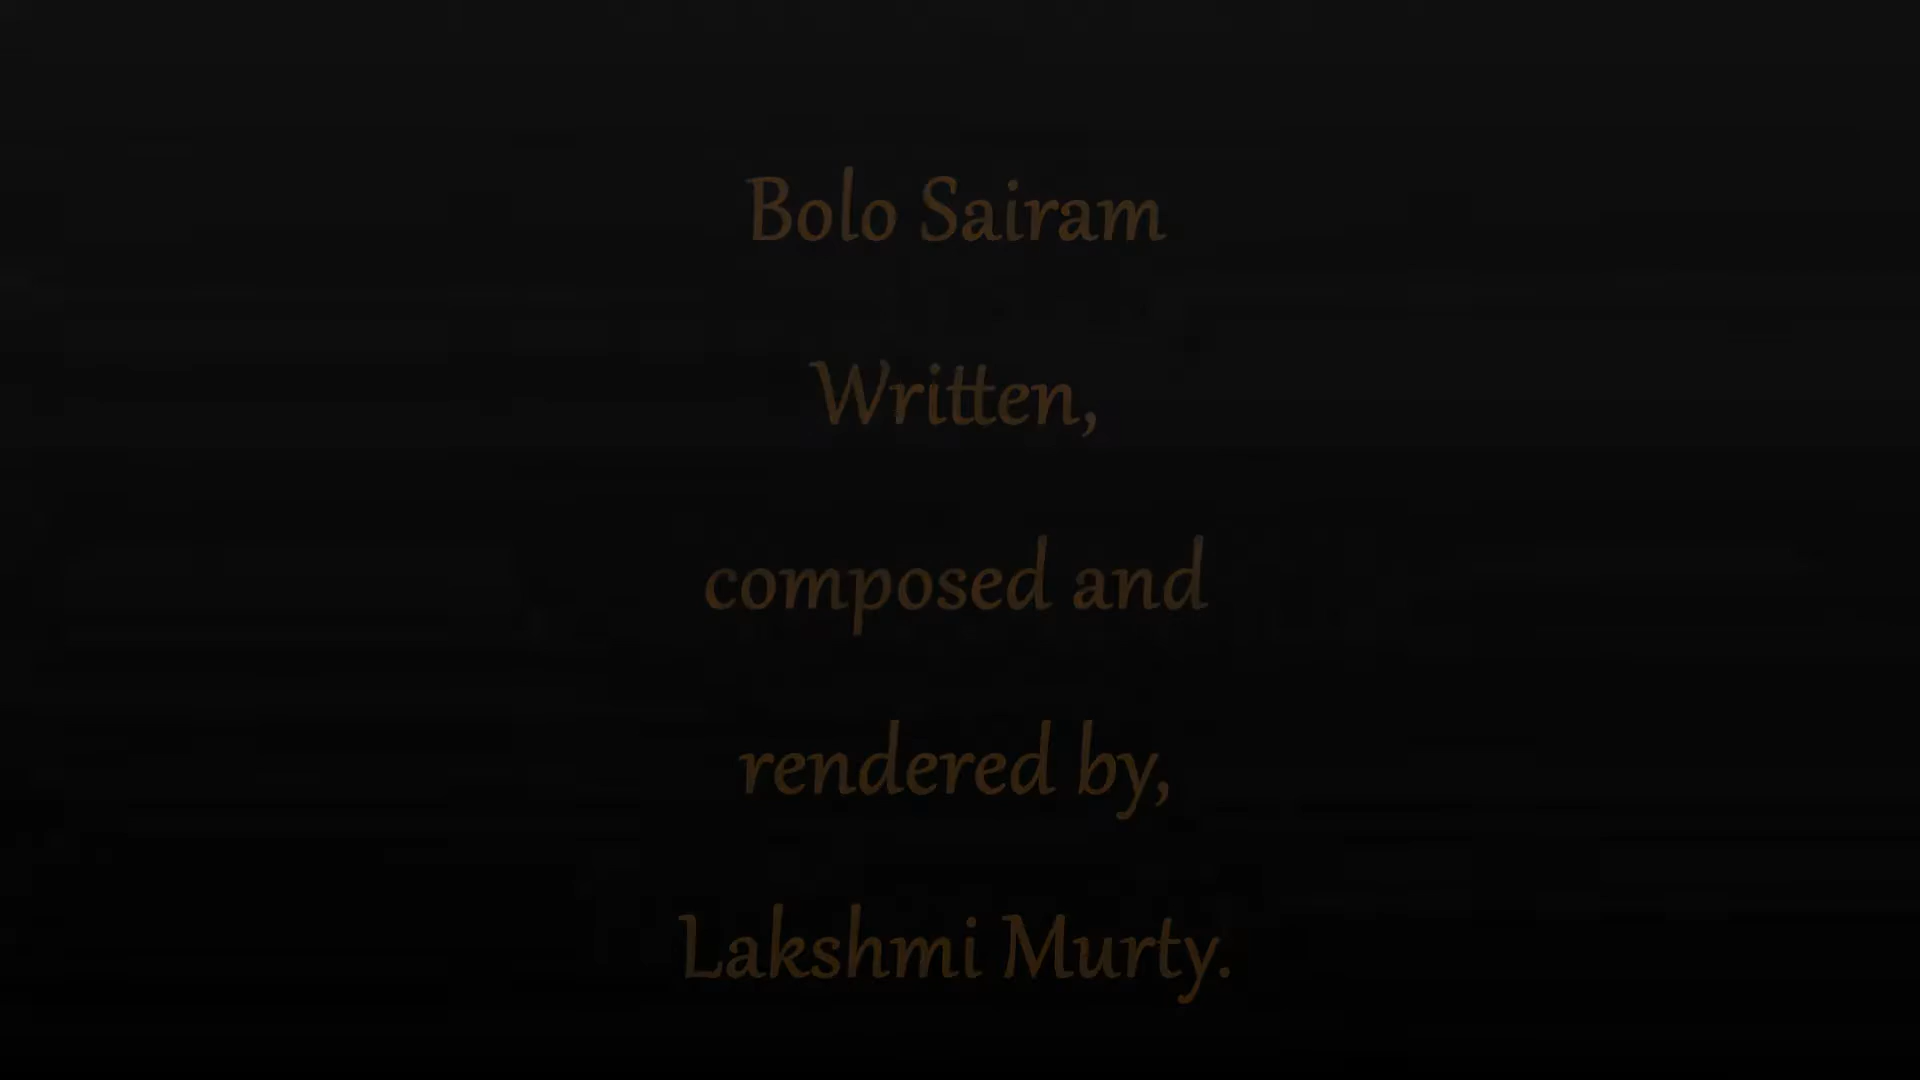 Bolo Sairam
Written,
composed and
rendered by,
Lakshmi Murty.